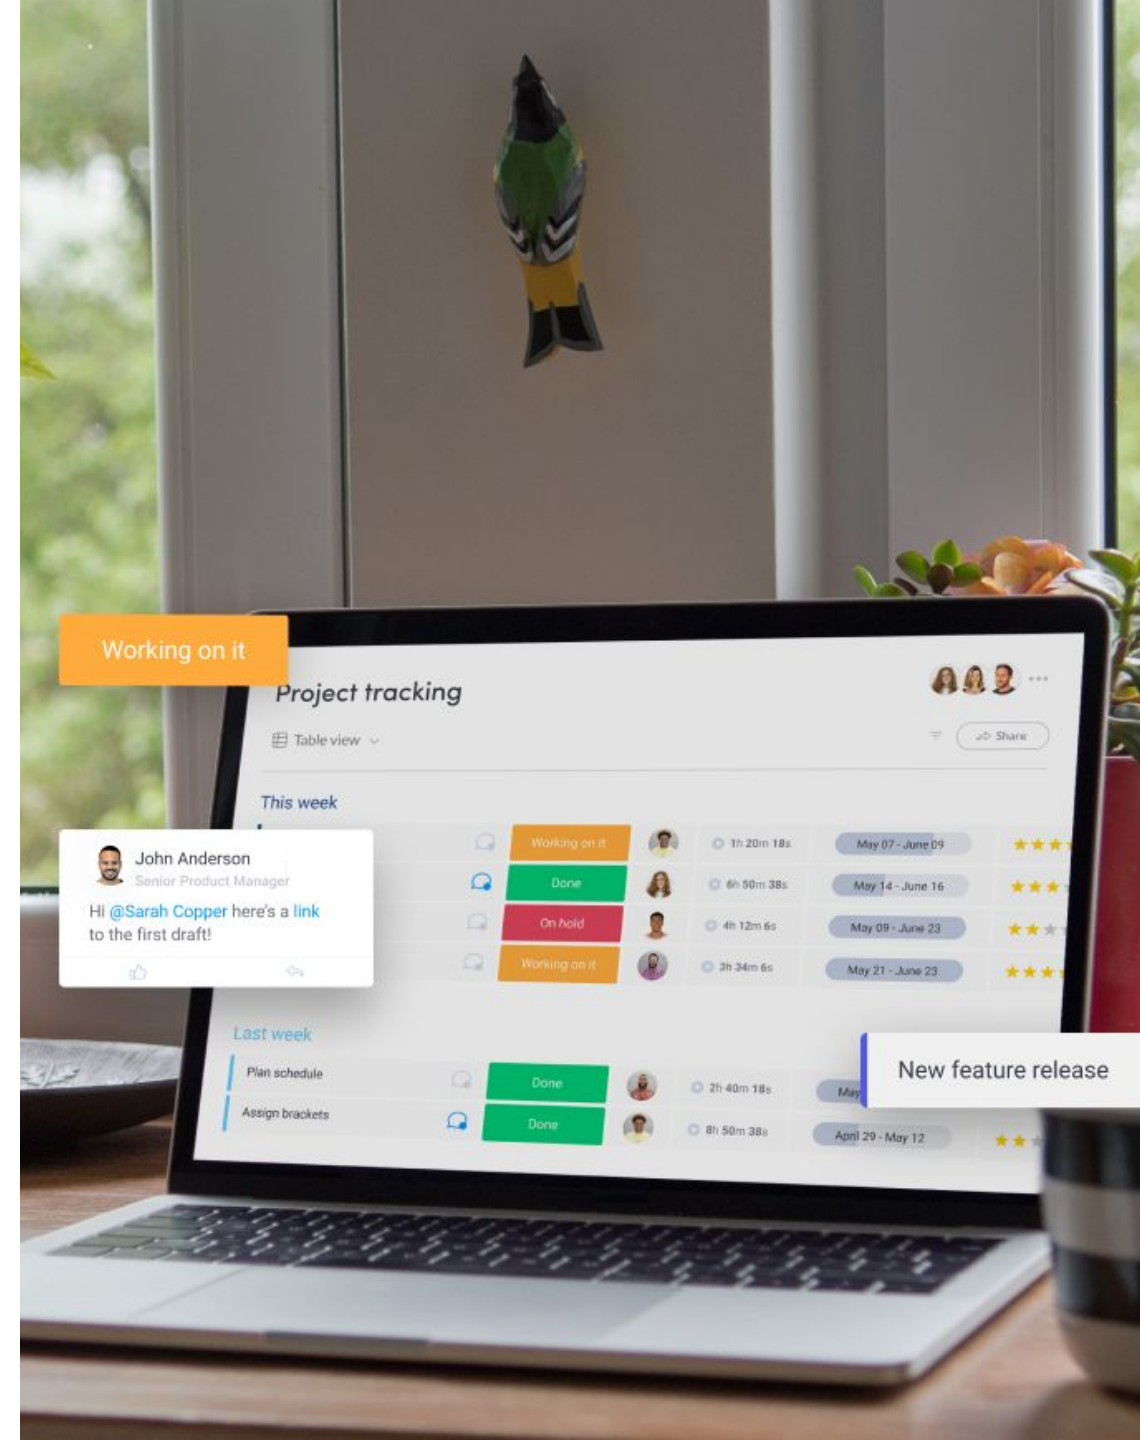 Working on it
Project tracking
Table view
Share
This week
Working on it
1h 20m 18s
May 07 - June 09
Done
6h 50m 38s
May 14 - June 16
On hold
4h 12m 6s
May 09 - June 23
Working on it
3h 34m 6s
May 21 - June 23
John Anderson
Senior Product Manager
Hi @Sarah Copper here's a link
to the first draft!
Last week
Plan schedule
Done
2h 40m 18s
May
New feature release
Assign brackets
Done
8h 50m 38s
April 29 - May 12